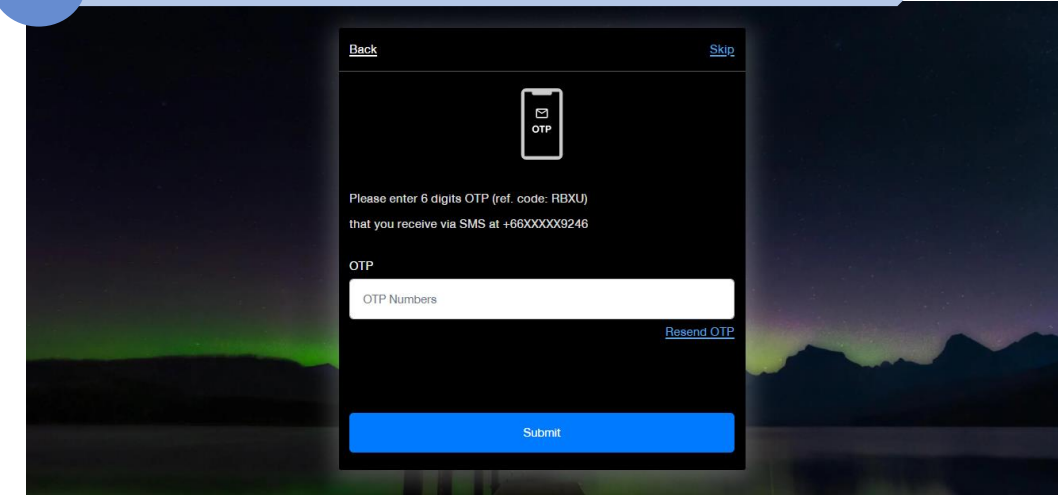 Back
Skip
OTP
Please enter 6 digits OTP (ref. code: RBXU)
that you receive via SMS at +66XXXXX9246
OTP
OTP Numbers
Resend OTP
Submit